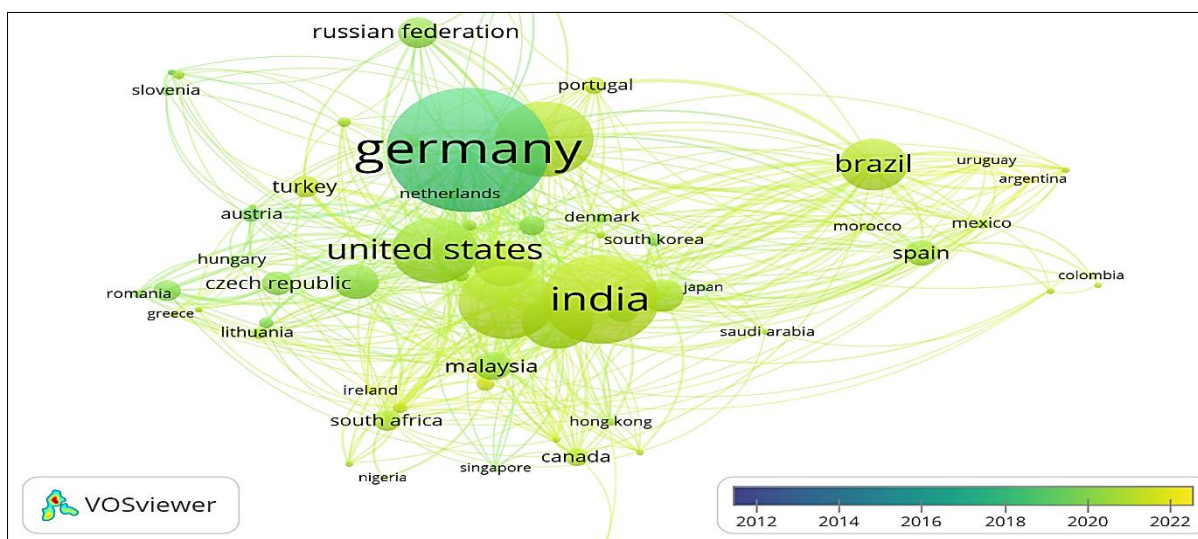 russian federation
slovenia
portugal
germany
brazil
uruguay
argentina
turkey
netherlands
austria
denmark
morocco
mexico
south korea
united states
spain
hungary
czech republic
colombia
romania
india
japan
greece
lithuania
saudi arabia
malaysia
ireland
south africa
hong kong
canada
nigeria
singapore
VOSviewer
2012 2014 2016 2018 2020 2022